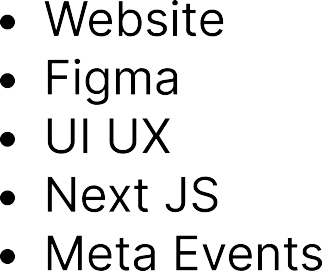 • Website
• Figma
• UI UX
• Next JS
• Meta Events